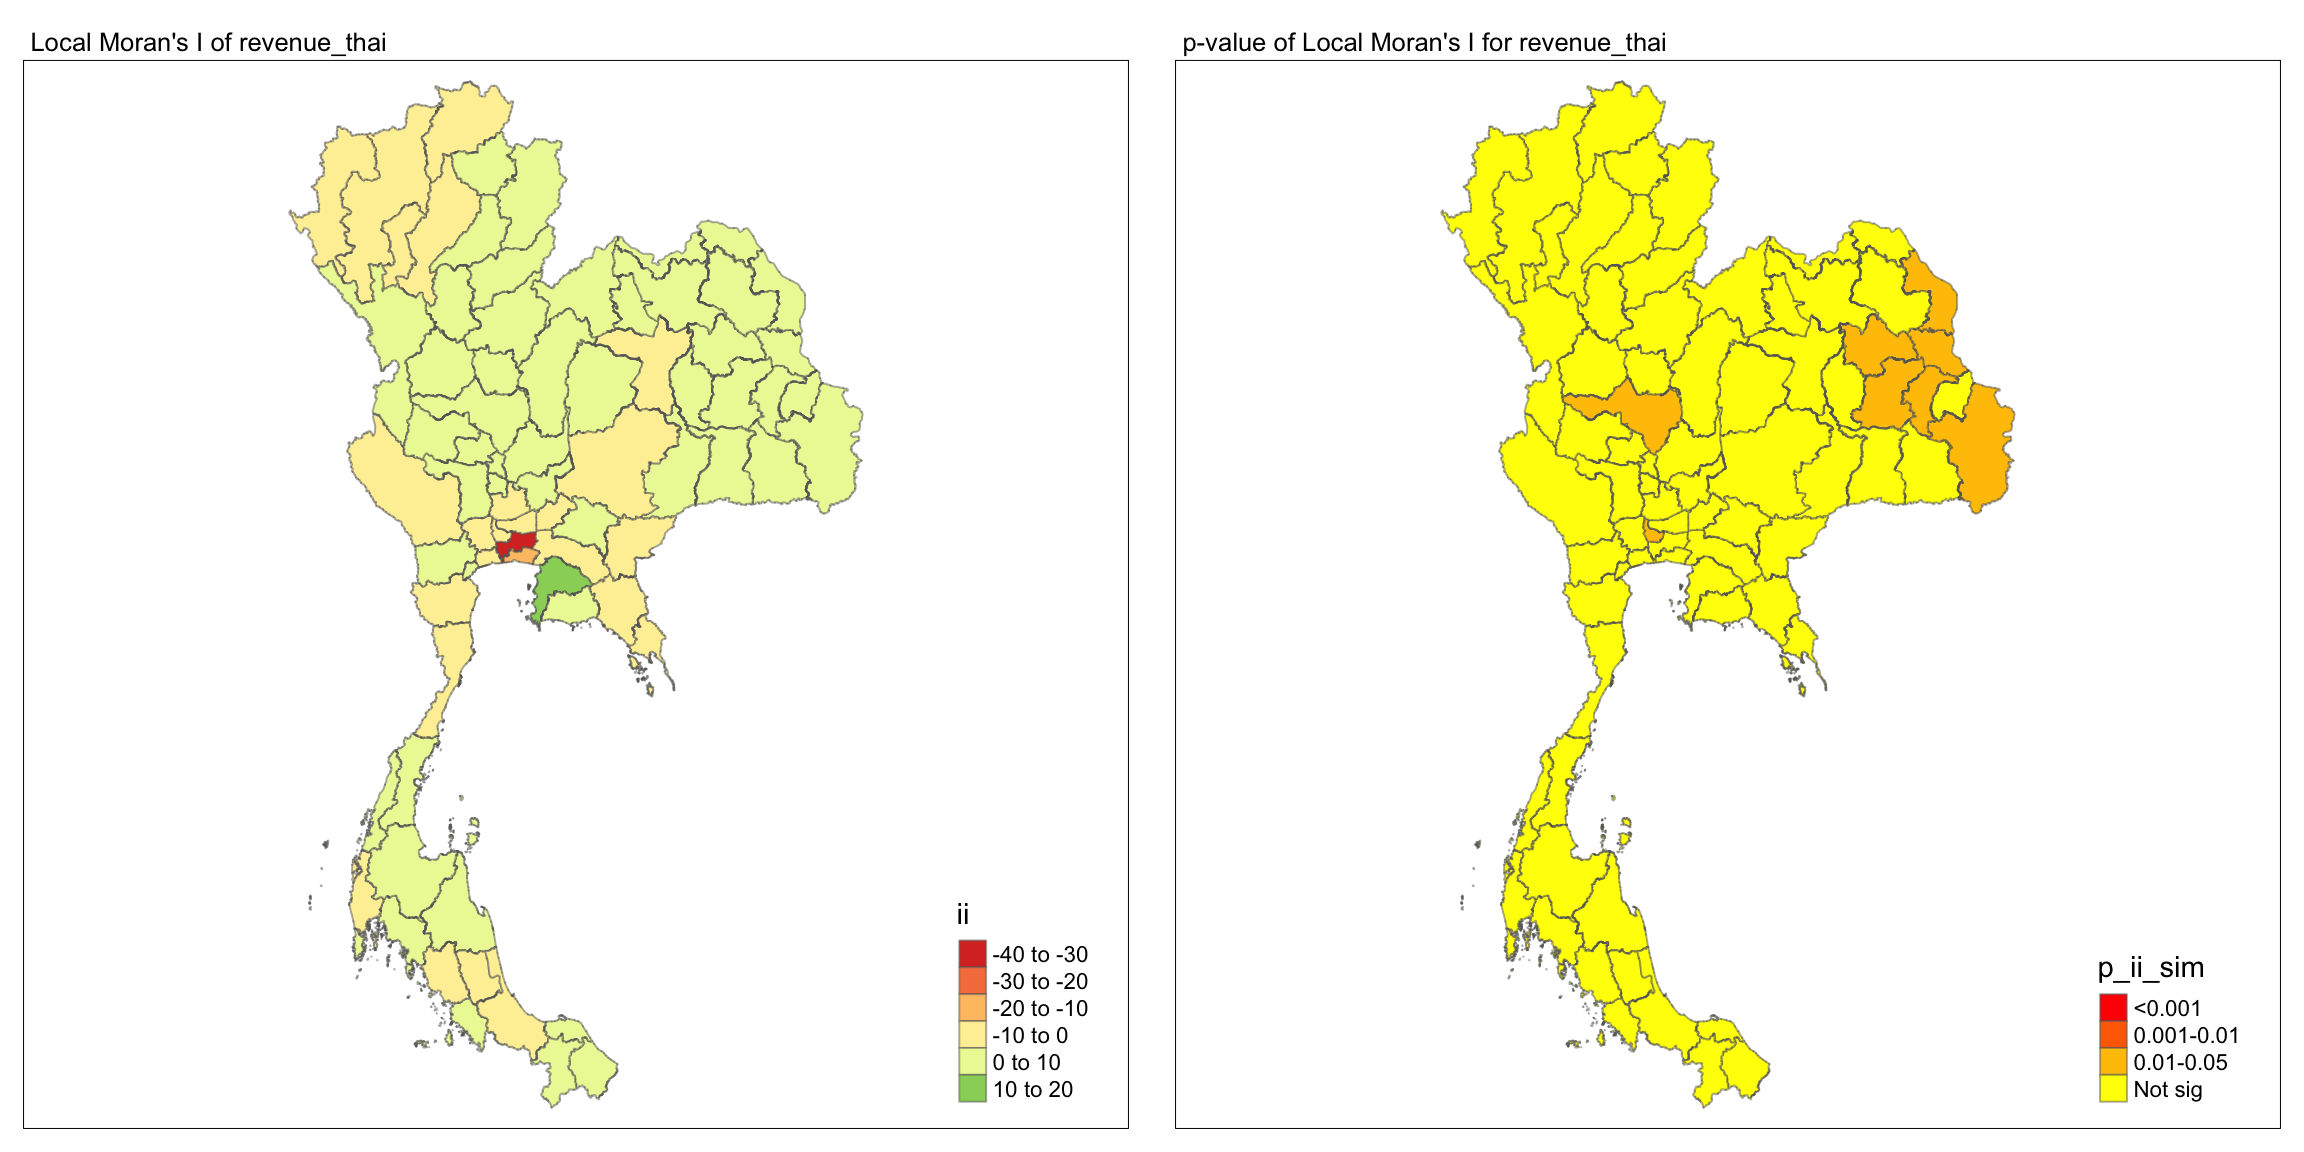 Local Moran's I of revenue_thai
ii
-40 to -30
-30 to -20
-20 to -10
-10 to 0
0 to 10
10 to 20
p-value of Local Moran's I for revenue_thai
p_ii_sim
<0.001
0.001-0.01
0.01-0.05
Not sig